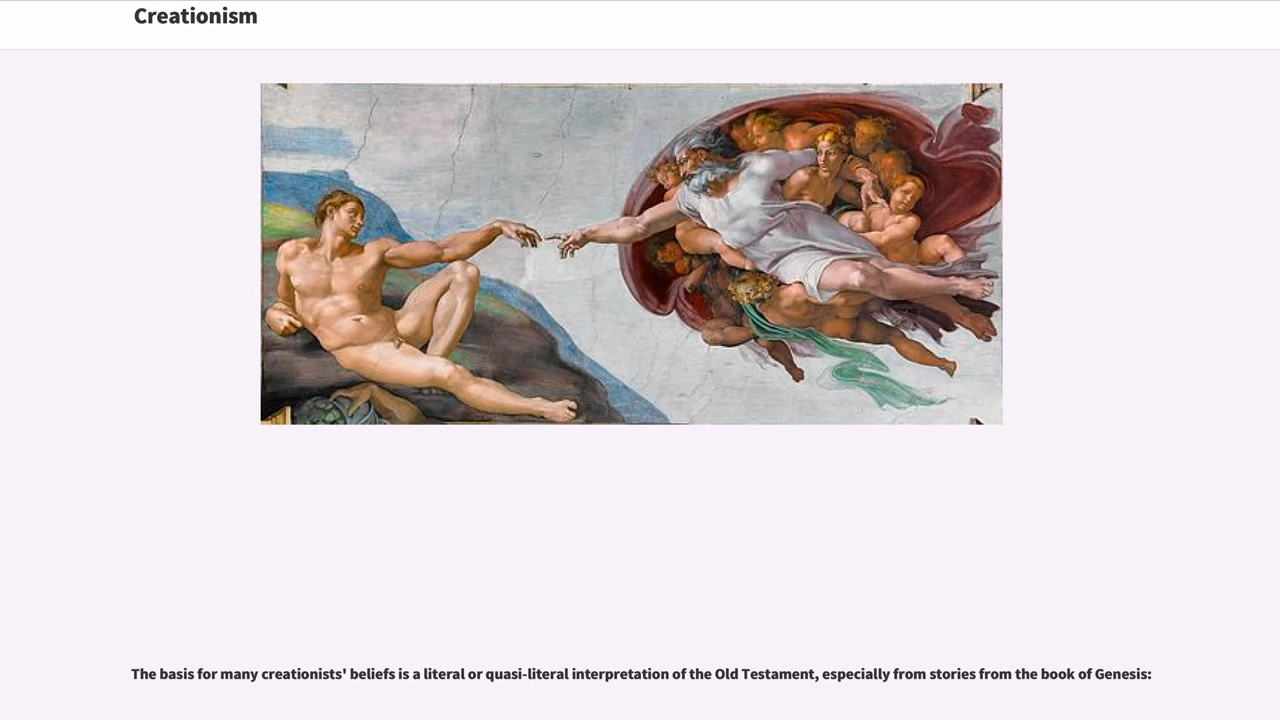 Creationism
The basis for many creationists' beliefs is a literal or quasi-literal interpretation of the Old Testament, especially from stories from the book of Genesis: